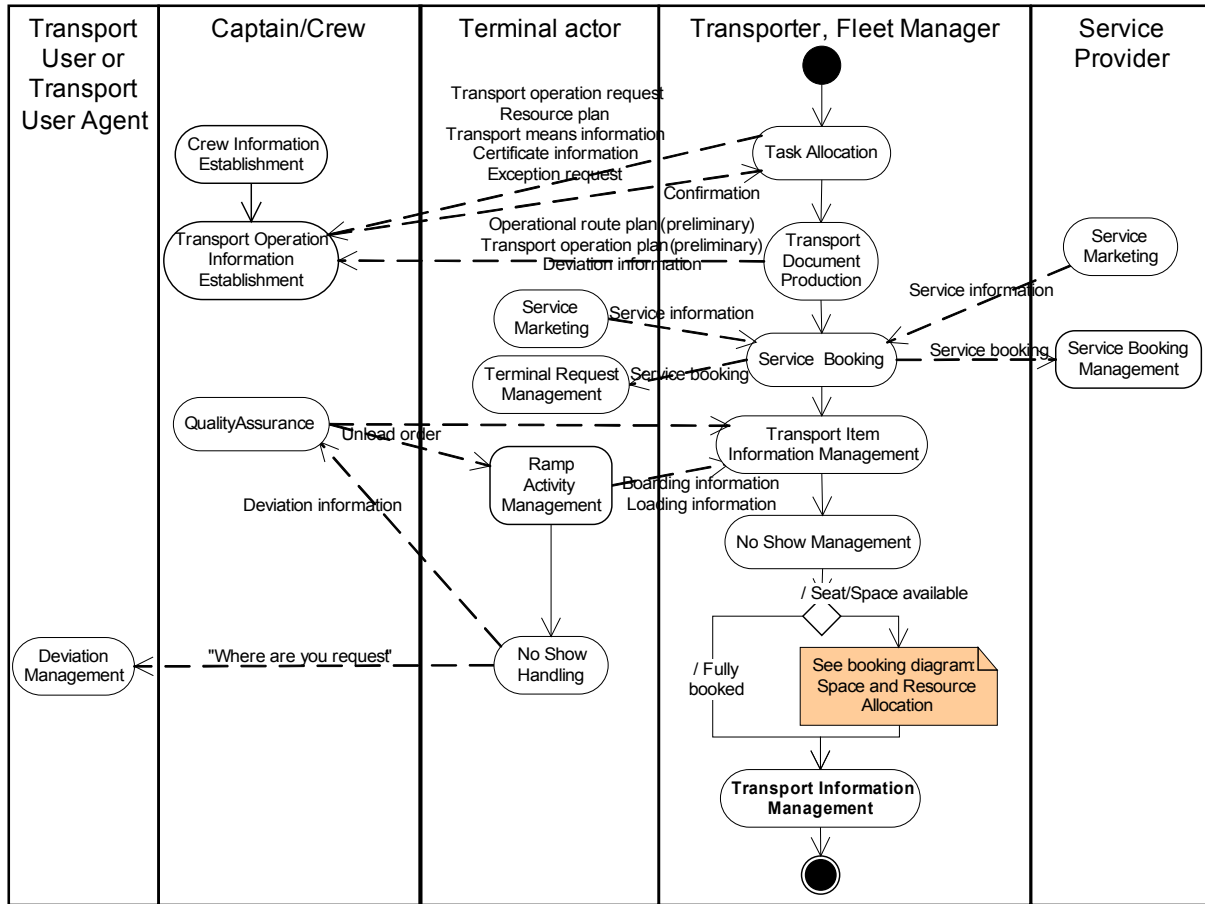 Transport
User or
Transport
User Agent
Captain/Crew
Terminal actor
Transporter, Fleet Manager
Service
Provider
Transport operation request
Resource plan
Transport means information
Certificate information
Exception request
Crew Information
Establishment
Task Allocation
Confirmation
Transport Operation
Information
Establishment
Operational route plan (preliminary)
Transport operation plan (preliminary)
Deviation information
Transport
Document
Production
Service
Marketing
Service information
Service
Marketing
Service information
Service Booking
Service booking
Service Booking
Management
Terminal Request
Management
Service booking
QualityAssurance
Unload order
Transport Item
Information Management
Ramp
Activity
Management
Boarding information
Loading information
Deviation information
No Show Management
/ Seat/Space available
Deviation
Management
"Where are you request"
No Show
Handling
/ Fully
booked
See booking diagram:
Space and Resource
Allocation
Transport Information
Management